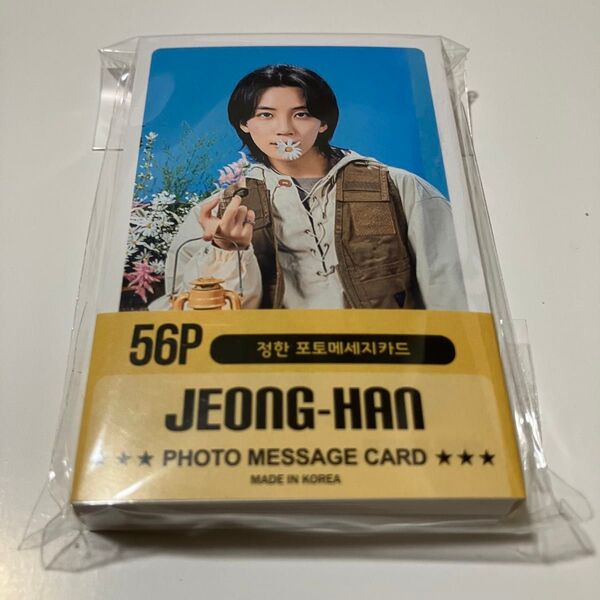 56P
정한 포토메세지카드
JEONG-HAN
★★★ PHOTO MESSAGE CARD ★★★
MADE IN KOREA